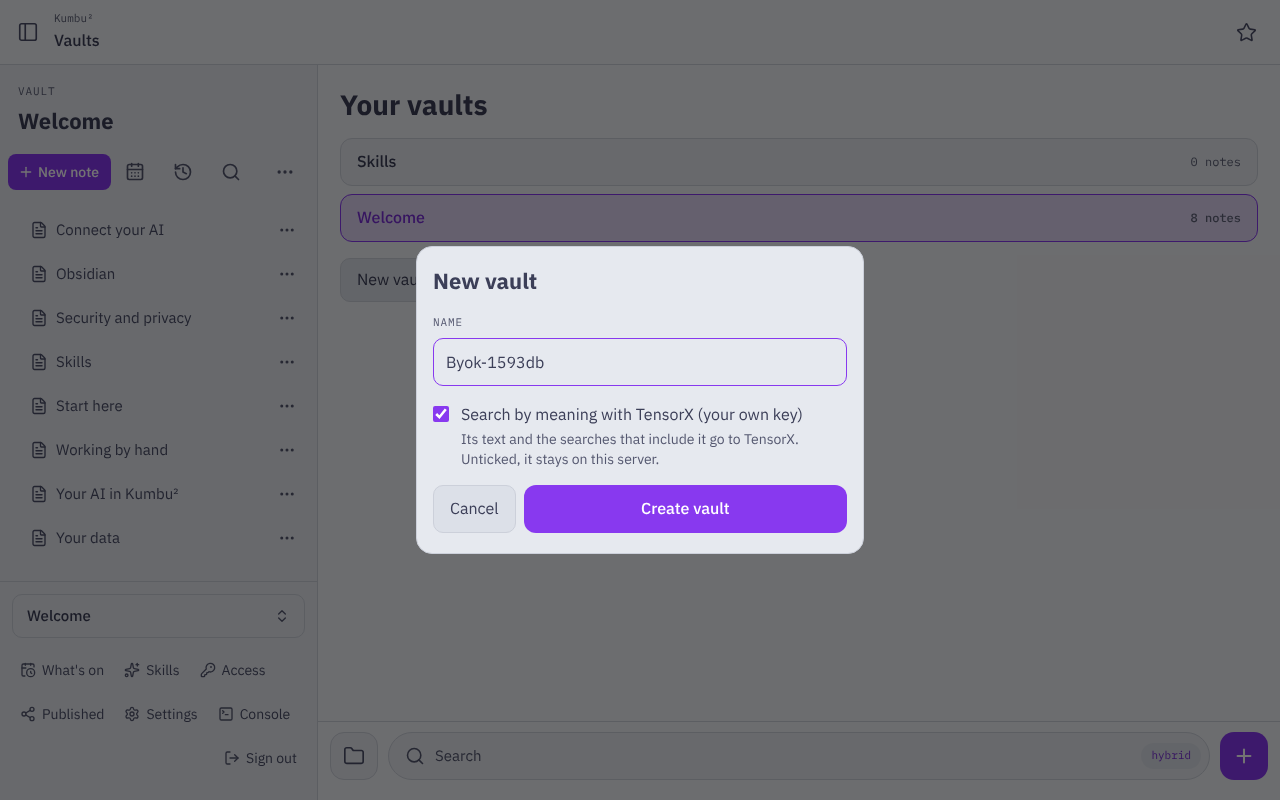 Kumbu²
Vaults
VAULT
Welcome
New note
Connect your AI
Obsidian
Security and privacy
Skills
Start here
Working by hand
Your AI in Kumbu²
Your data
Welcome
What's on
Skills
Access
Published
Settings
Console
Sign out
Your vaults
Skills
0 notes
Welcome
8 notes
New vau
New vault
NAME
Byok-1593db
Search by meaning with TensorX (your own key)
Its text and the searches that include it go to TensorX.
Unticked, it stays on this server.
Cancel
Create vault
Search
hybrid